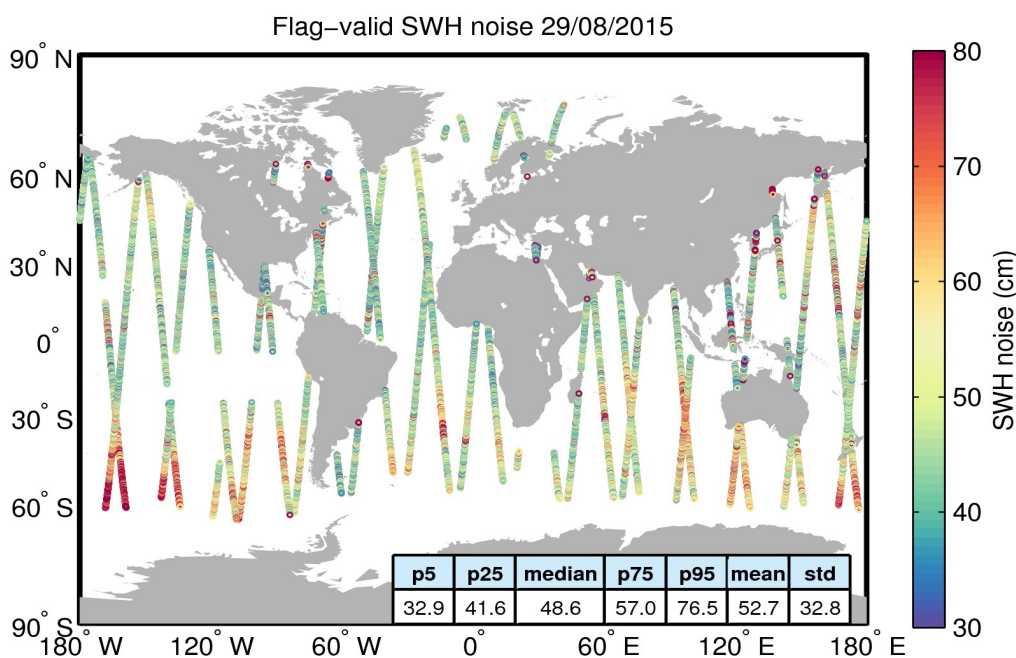 Flag−valid SWH noise 29/08/2015
90° N
60° N
30° N
0°
30° S
60° S
90° S
180° W 120° W 60° W 0° 60° E 120° E 180° E
p5 p25 median p75 p95 mean std
32.9 41.6 48.6 57.0 76.5 52.7 32.8
80
70
60
50
40
30
SWH noise (cm)